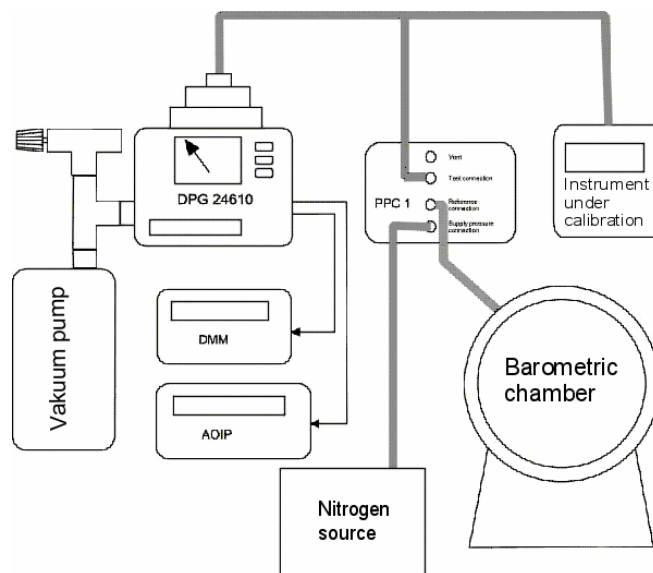 DPG 24610
DMM
AOIP
Vakuum pump
PPC 1
Vent
Test connection
Reference
connection
Supply pressure
connection
Instrument
under
calibration
Barometric
chamber
Nitrogen
source